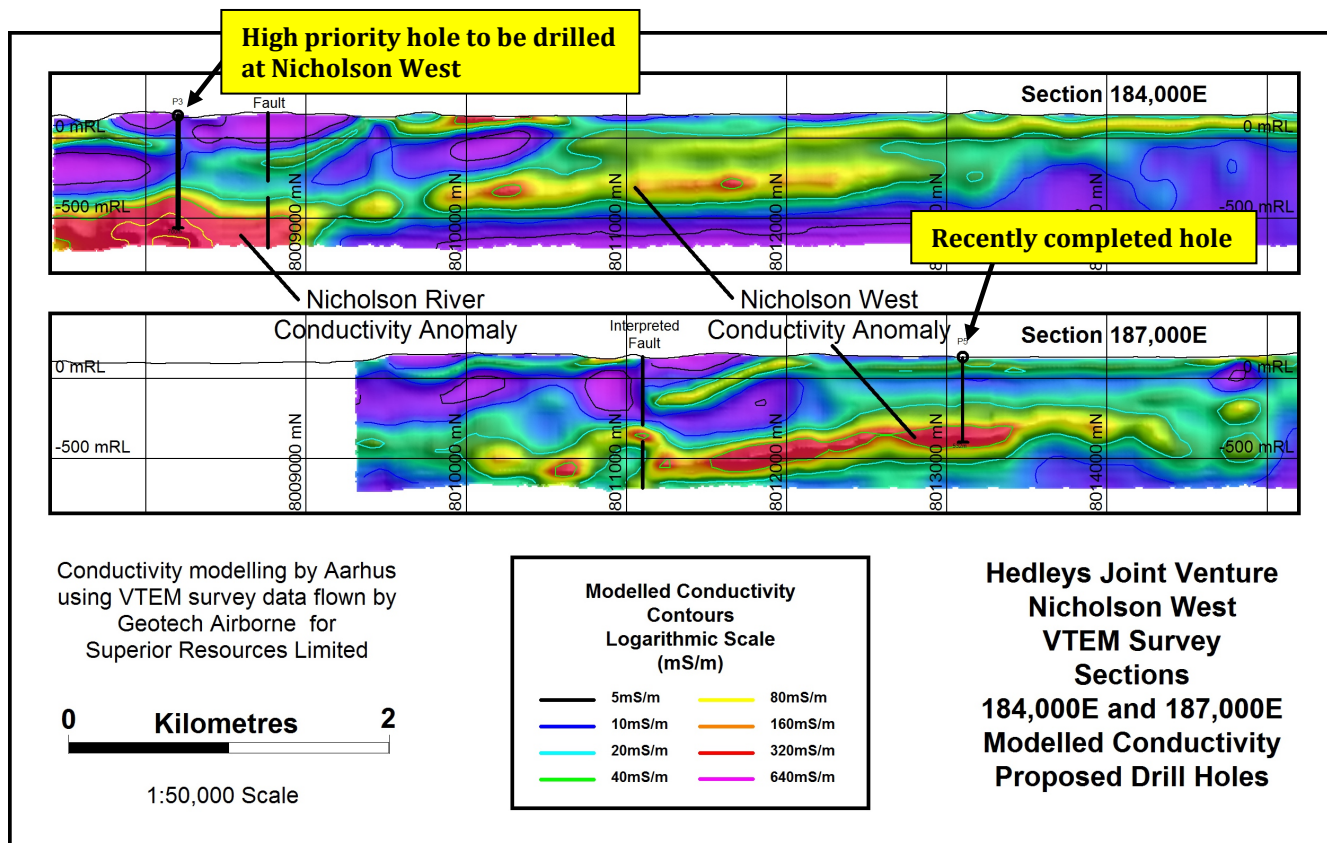 High priority hole to be drilled
at Nicholson West
P3
Fault
Section 184,000E
0 mRL
0 mRL
-500 mRL
-500 mRL
8009000 mN
8010000 mN
8011000 mN
8012000 mN
8013000 mN
8014000 mN
Recently completed hole
Nicholson River
Conductivity Anomaly
Nicholson West
Conductivity Anomaly
Interpreted
Fault
P5
Section 187,000E
0 mRL
0 mRL
-500 mRL
-500 mRL
8009000 mN
8010000 mN
8011000 mN
8012000 mN
8013000 mN
8014000 mN
Conductivity modelling by Aarhus
using VTEM survey data flown by
Geotech Airborne for
Superior Resources Limited
0 Kilometres 2
1:50,000 Scale
Modelled Conductivity
Contours
Logarithmic Scale
(mS/m)
5mS/m 80mS/m
10mS/m 160mS/m
20mS/m 320mS/m
40mS/m 640mS/m
Hedleys Joint Venture
Nicholson West
VTEM Survey
Sections
184,000E and 187,000E
Modelled Conductivity
Proposed Drill Holes